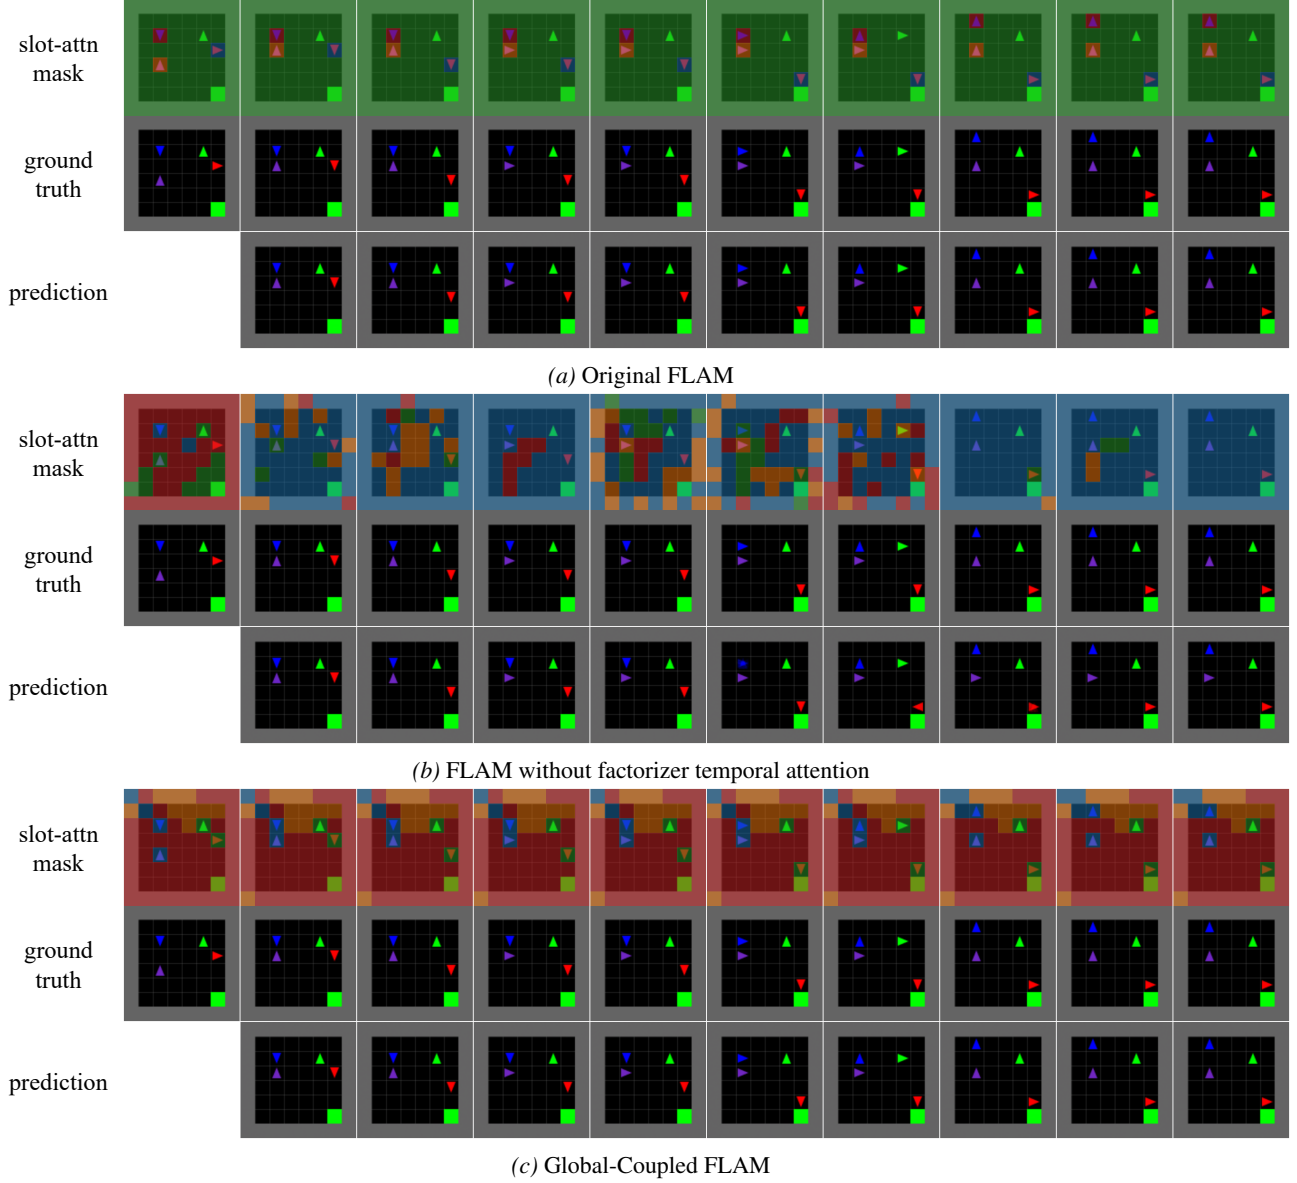 slot-attn
mask
ground
truth
prediction
(a) Original FLAM
slot-attn
mask
ground
truth
prediction
(b) FLAM without factorizer temporal attention
slot-attn
mask
ground
truth
prediction
(c) Global-Coupled FLAM